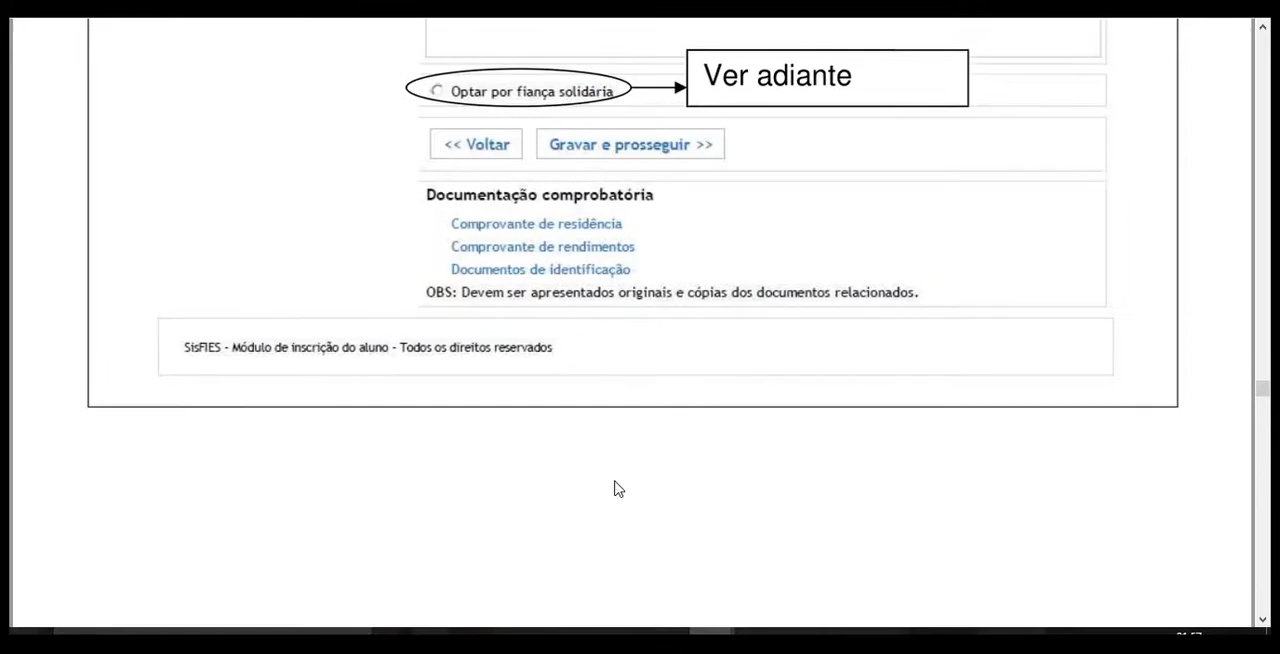 Ver adiante
Optar por fiança solidária
<< Voltar
Gravar e prosseguir >>
Documentação comprobatória
Comprovante de residência
Comprovante de rendimentos
Documentos de identificação
OBS: Devem ser apresentados originais e cópias dos documentos relacionados.
SisFIES - Módulo de inscrição do aluno - Todos os direitos reservados